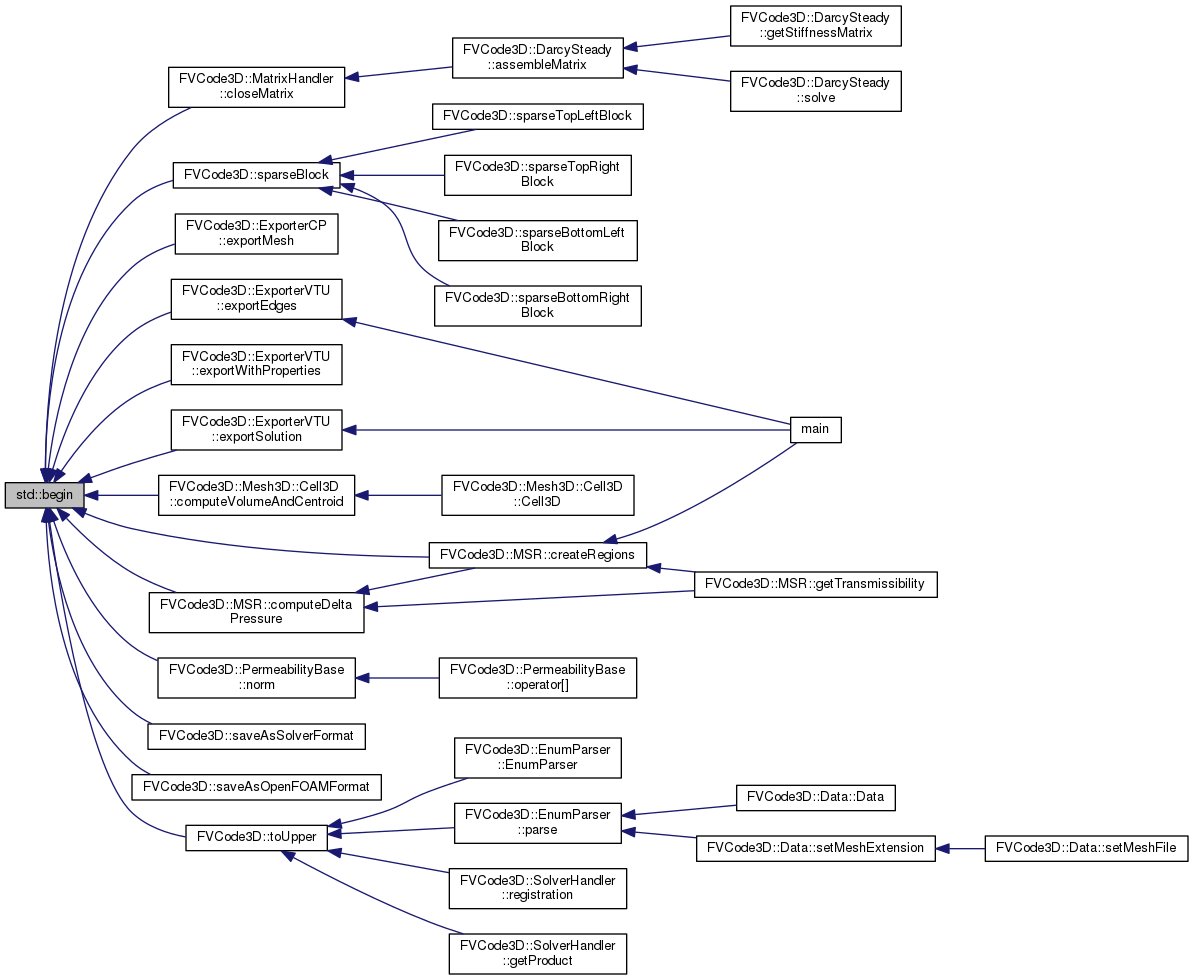 FVCode3D::DarcySteady
::getStiffnessMatrix
FVCode3D::DarcySteady
::assembleMatrix
FVCode3D::MatrixHandler
::closeMatrix
FVCode3D::DarcySteady
::solve
FVCode3D::sparseTopLeftBlock
FVCode3D::sparseBlock
FVCode3D::sparseTopRight
Block
FVCode3D::ExporterCP
::exportMesh
FVCode3D::sparseBottomLeft
Block
FVCode3D::ExporterVTU
::exportEdges
FVCode3D::sparseBottomRight
Block
FVCode3D::ExporterVTU
::exportWithProperties
FVCode3D::ExporterVTU
::exportSolution
main
std::begin
FVCode3D::Mesh3D::Cell3D
::computeVolumeAndCentroid
FVCode3D::Mesh3D::Cell3D
::Cell3D
FVCode3D::MSR::createRegions
FVCode3D::MSR::getTransmissibility
FVCode3D::MSR::computeDelta
Pressure
FVCode3D::PermeabilityBase
::norm
FVCode3D::PermeabilityBase
::operator[]
FVCode3D::saveAsSolverFormat
FVCode3D::EnumParser
::EnumParser
FVCode3D::saveAsOpenFOAMFormat
FVCode3D::Data::Data
FVCode3D::toUpper
FVCode3D::EnumParser
::parse
FVCode3D::Data::setMeshExtension
FVCode3D::Data::setMeshFile
FVCode3D::SolverHandler
::registration
FVCode3D::SolverHandler
::getProduct